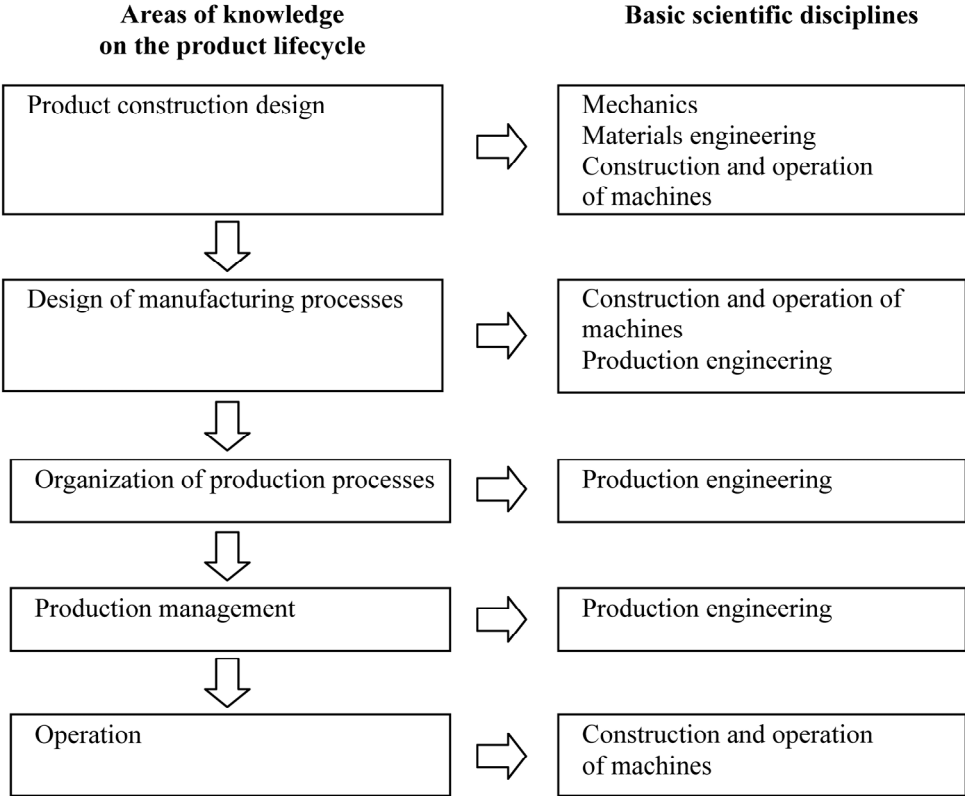 Areas of knowledge
on the product lifecycle
Basic scientific disciplines
Product construction design
Mechanics
Materials engineering
Construction and operation
of machines
Design of manufacturing processes
Construction and operation of
machines
Production engineering
Organization of production processes
Production engineering
Production management
Production engineering
Operation
Construction and operation
of machines